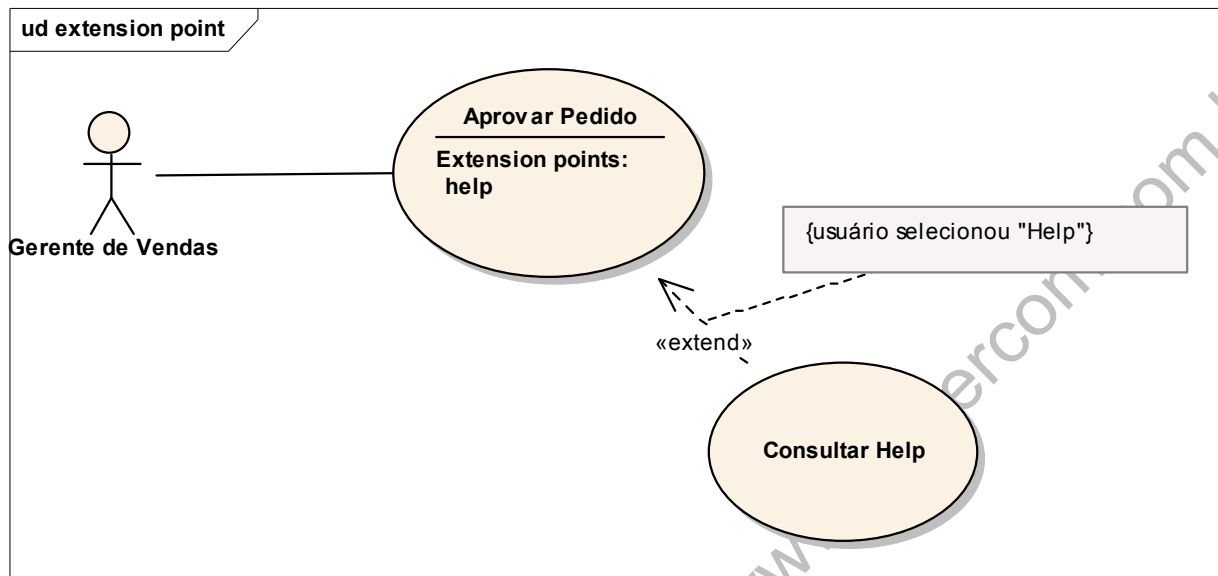 ud extension point
Aprovar Pedido
Extension points:
help
Gerente de Vendas
{usuário selecionou "Help"}
«extend»
Consultar Help